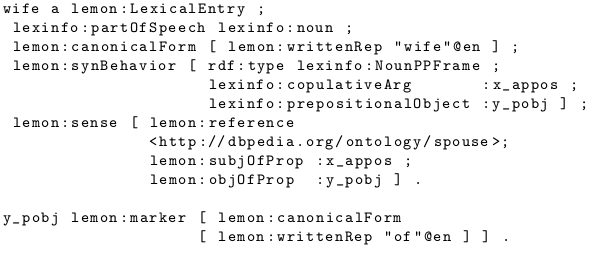 wife a lemon:LexicalEntry ;
lexinfo:partOfSpeech lexinfo:noun ;
lemon:canonicalForm [ lemon:writtenRep "wife"@en ] ;
lemon:synBehavior [ rdf:type lexinfo:NounPPFrame ;
lexinfo:copulativeArg :x_appos ;
lexinfo:prepositionalObject :y_pobj ] ;
lemon:sense [ lemon:reference
<http://dbpedia.org/ontology/spouse>;
lemon:subjOfProp :x_appos ;
lemon:objOfProp :y_pobj ] .
y_pobj lemon:marker [ lemon:canonicalForm
[ lemon:writtenRep "of"@en ] ] .